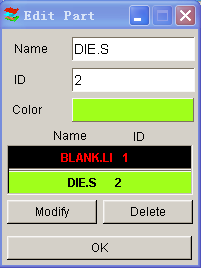 Edit Part
Name DIE.S
ID 2
Color
Name ID
BLANK.LI 1
DIE.S 2
Modify Delete
OK